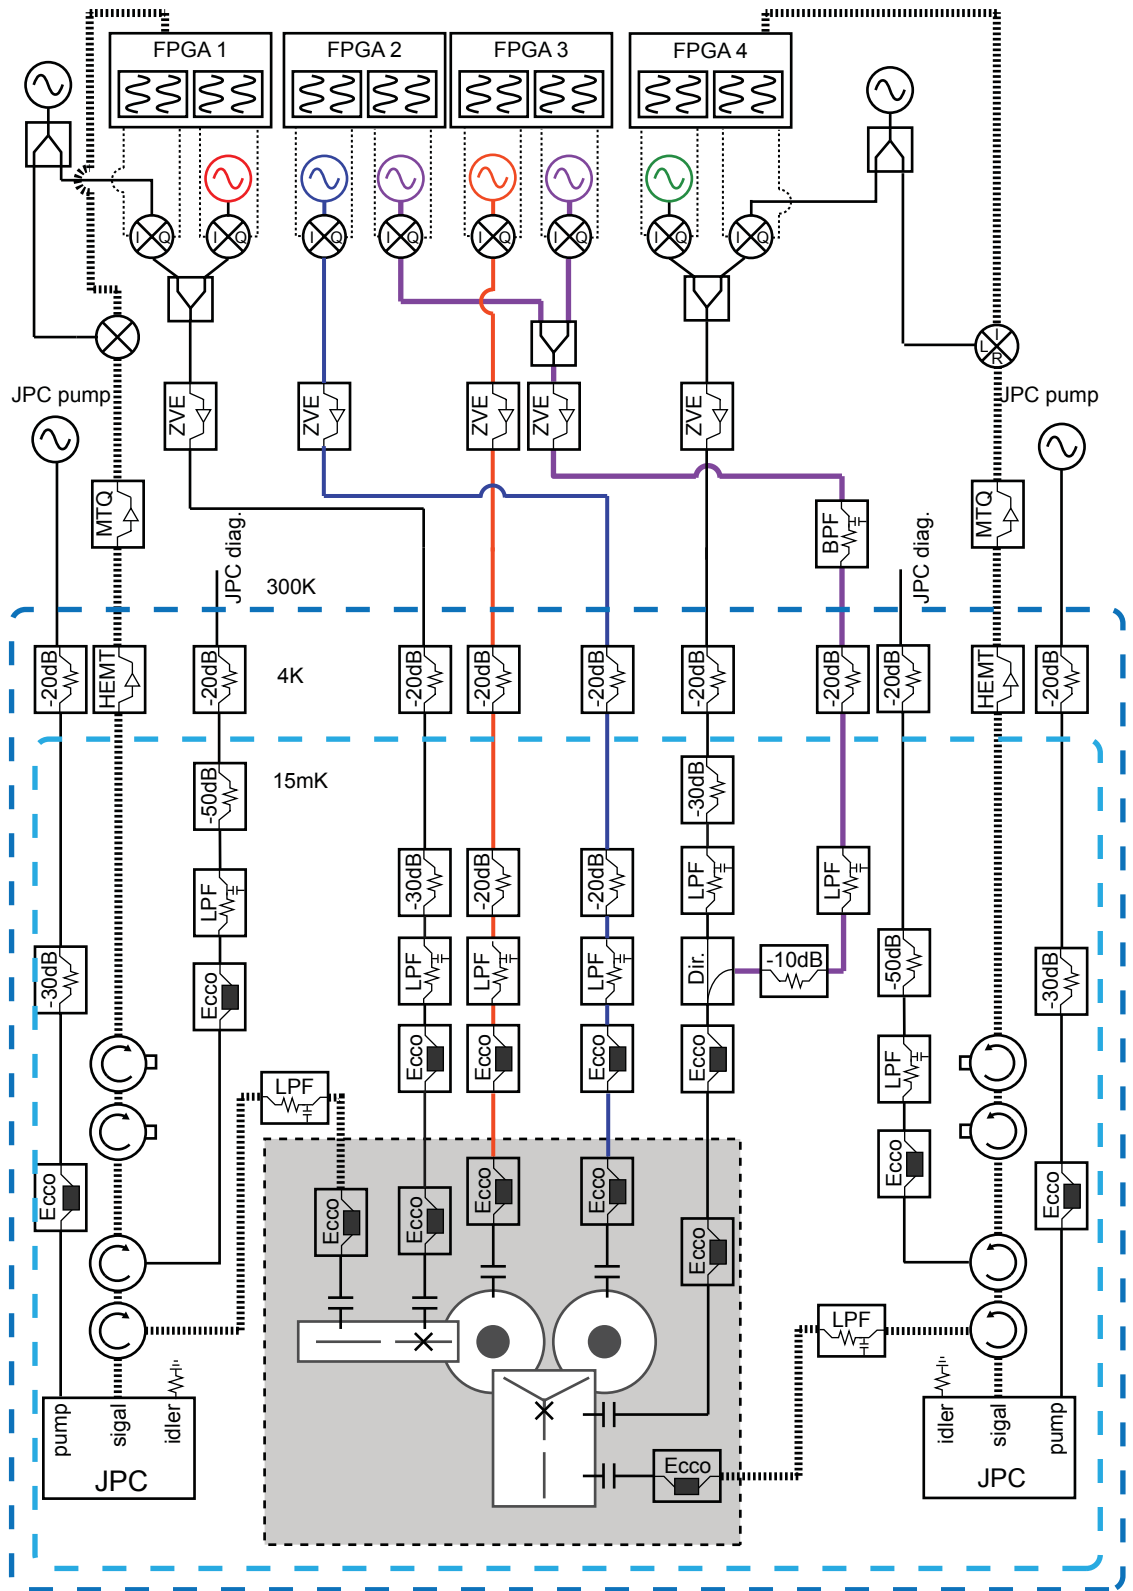 FPGA 1
FPGA 2
FPGA 3
FPGA 4
I Q
I Q
I Q
I Q
I Q
I Q
I Q
I Q
I
L
R
ZVE
ZVE
ZVE
ZVE
ZVE
JPC pump
JPC pump
MTQ
JPC diag.
BPF
JPC diag.
MTQ
300K
-20dB
HEMT
-20dB
4K
-20dB
-20dB
-20dB
-20dB
-20dB
-20dB
HEMT
-20dB
15mK
-50dB
-30dB
LPF
-30dB
-20dB
-20dB
LPF
LPF
-30dB
Ecco
LPF
LPF
LPF
Dir.
-10dB
-50dB
-30dB
Ecco
Ecco
Ecco
Ecco
LPF
LPF
Ecco
Ecco
Ecco
Ecco
Ecco
Ecco
Ecco
Ecco
LPF
pump
sigal
idler
JPC
Ecco
idler
sigal
pump
JPC